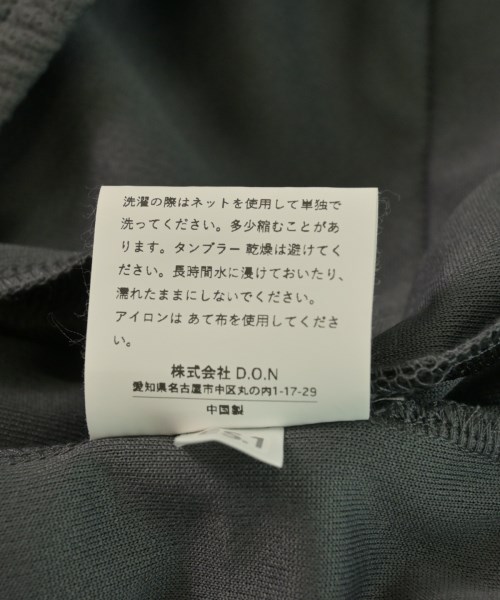 洗濯の際はネットを使用して単独で
洗ってください。多少縮むことがあ
ります。タンブラー 乾燥は避けてく
ださい。長時間水に浸けておいたり、
濡れたままにしないでください。
アイロンは あて布を使用してくださ
い。
株式会社 D.O.N
愛知県名古屋市中区丸の内1-17-29
中国製